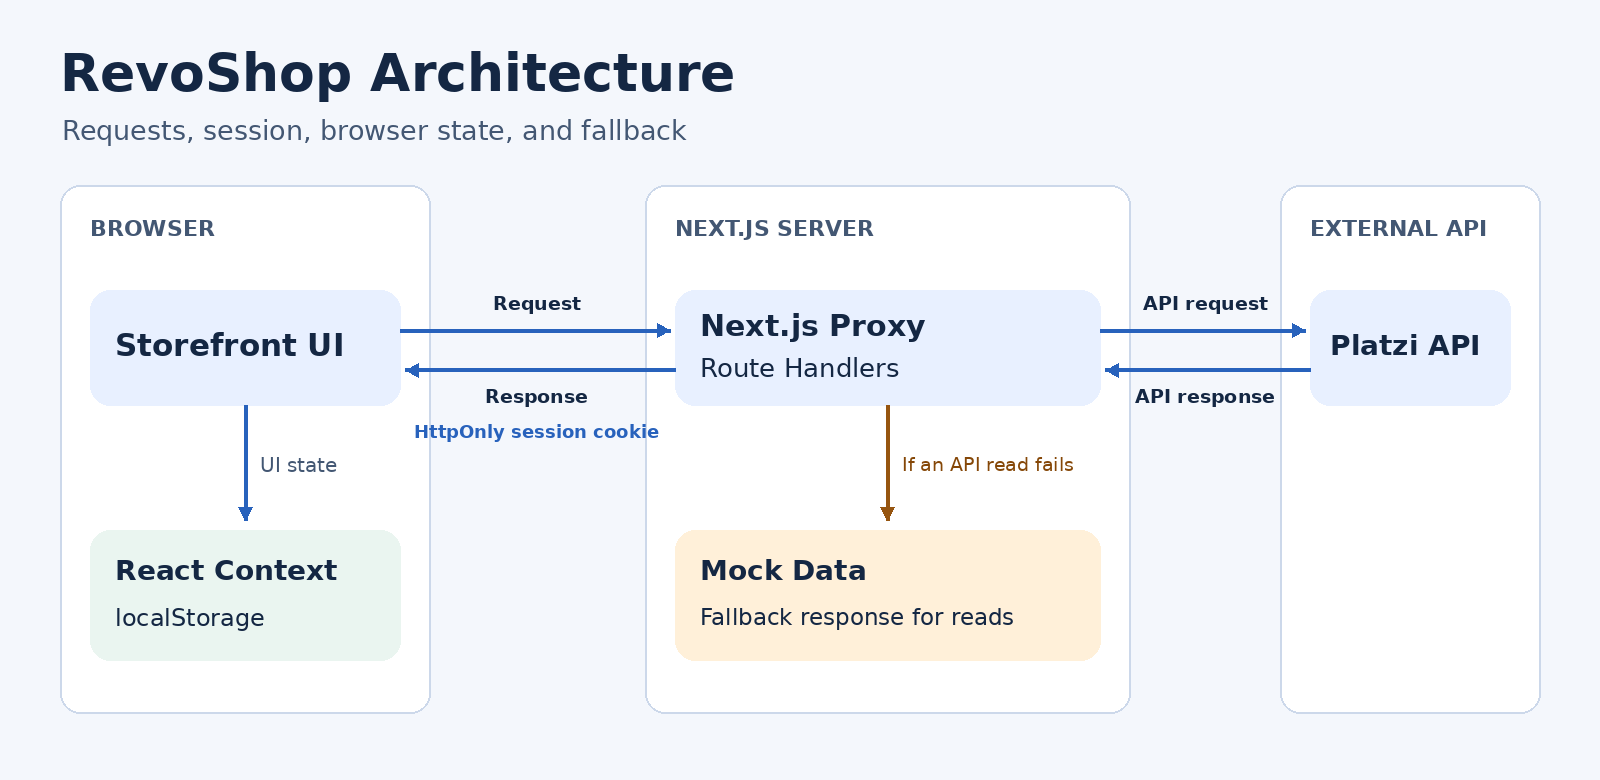 RevoShop Architecture
Requests, session, browser state, and fallback
BROWSER
Storefront UI
UI state
React Context
localStorage
Request
Response
HttpOnly session cookie
NEXT.JS SERVER
Next.js Proxy
Route Handlers
If an API read fails
Mock Data
Fallback response for reads
API request
API response
EXTERNAL API
Platzi API